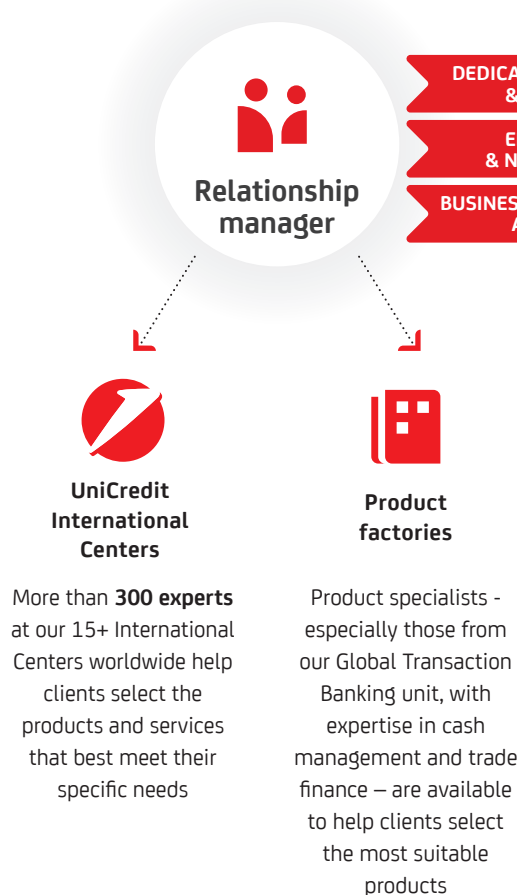 DEDICA
&
E
& N
BUSINES
A
Relationship
manager
UniCredit
International
Centers
More than 300 experts
at our 15+ International
Centers worldwide help
clients select the
products and services
that best meet their
specific needs
Product
factories
Product specialists -
especially those from
our Global Transaction
Banking unit, with
expertise in cash
management and trade
finance – are available
to help clients select
the most suitable
products